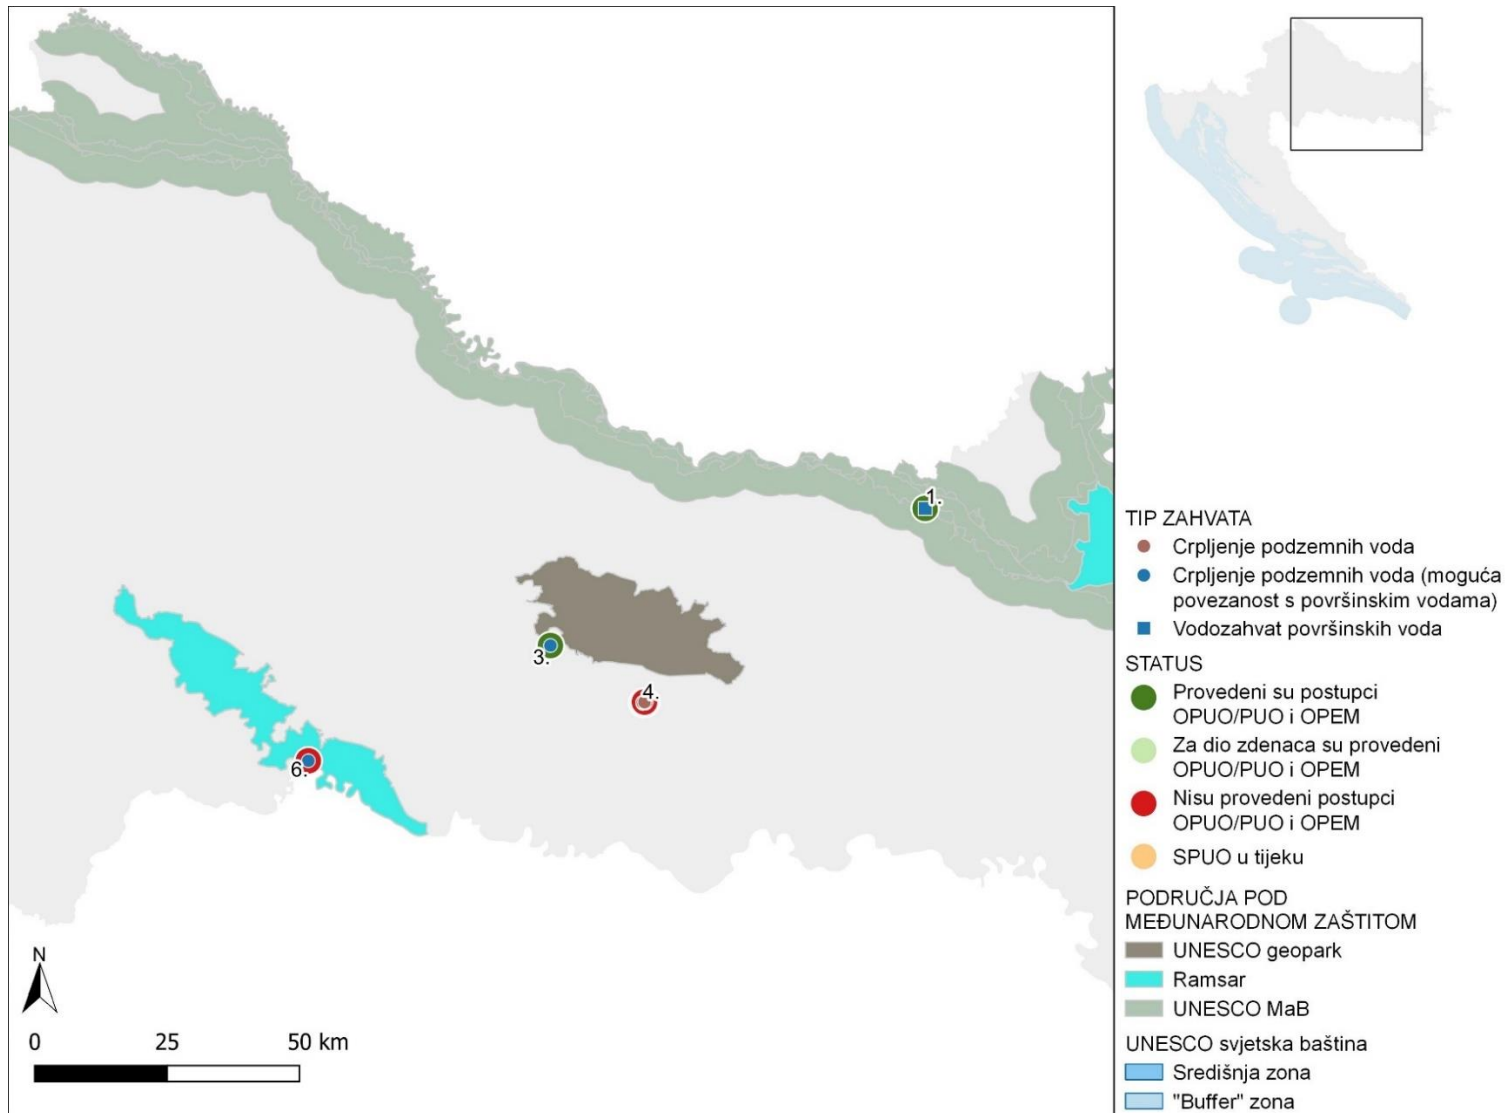 1.
3.
4.
6.
N
0 25 50 km
TIP ZAHVATA
Crpljenje podzemnih voda
Crpljenje podzemnih voda (moguća
povezanost s površinskim vodama)
Vodozahvat površinskih voda
STATUS
Provedeni su postupci
OPUO/PUO i OPEM
Za dio zdenaca su provedeni
OPUO/PUO i OPEM
Nisu provedeni postupci
OPUO/PUO i OPEM
SPUO u tijeku
PODRUČJA POD
MEĐUNARODNOM ZAŠTITOM
UNESCO geopark
Ramsar
UNESCO MaB
UNESCO svjetska baština
Središnja zona
"Buffer" zona